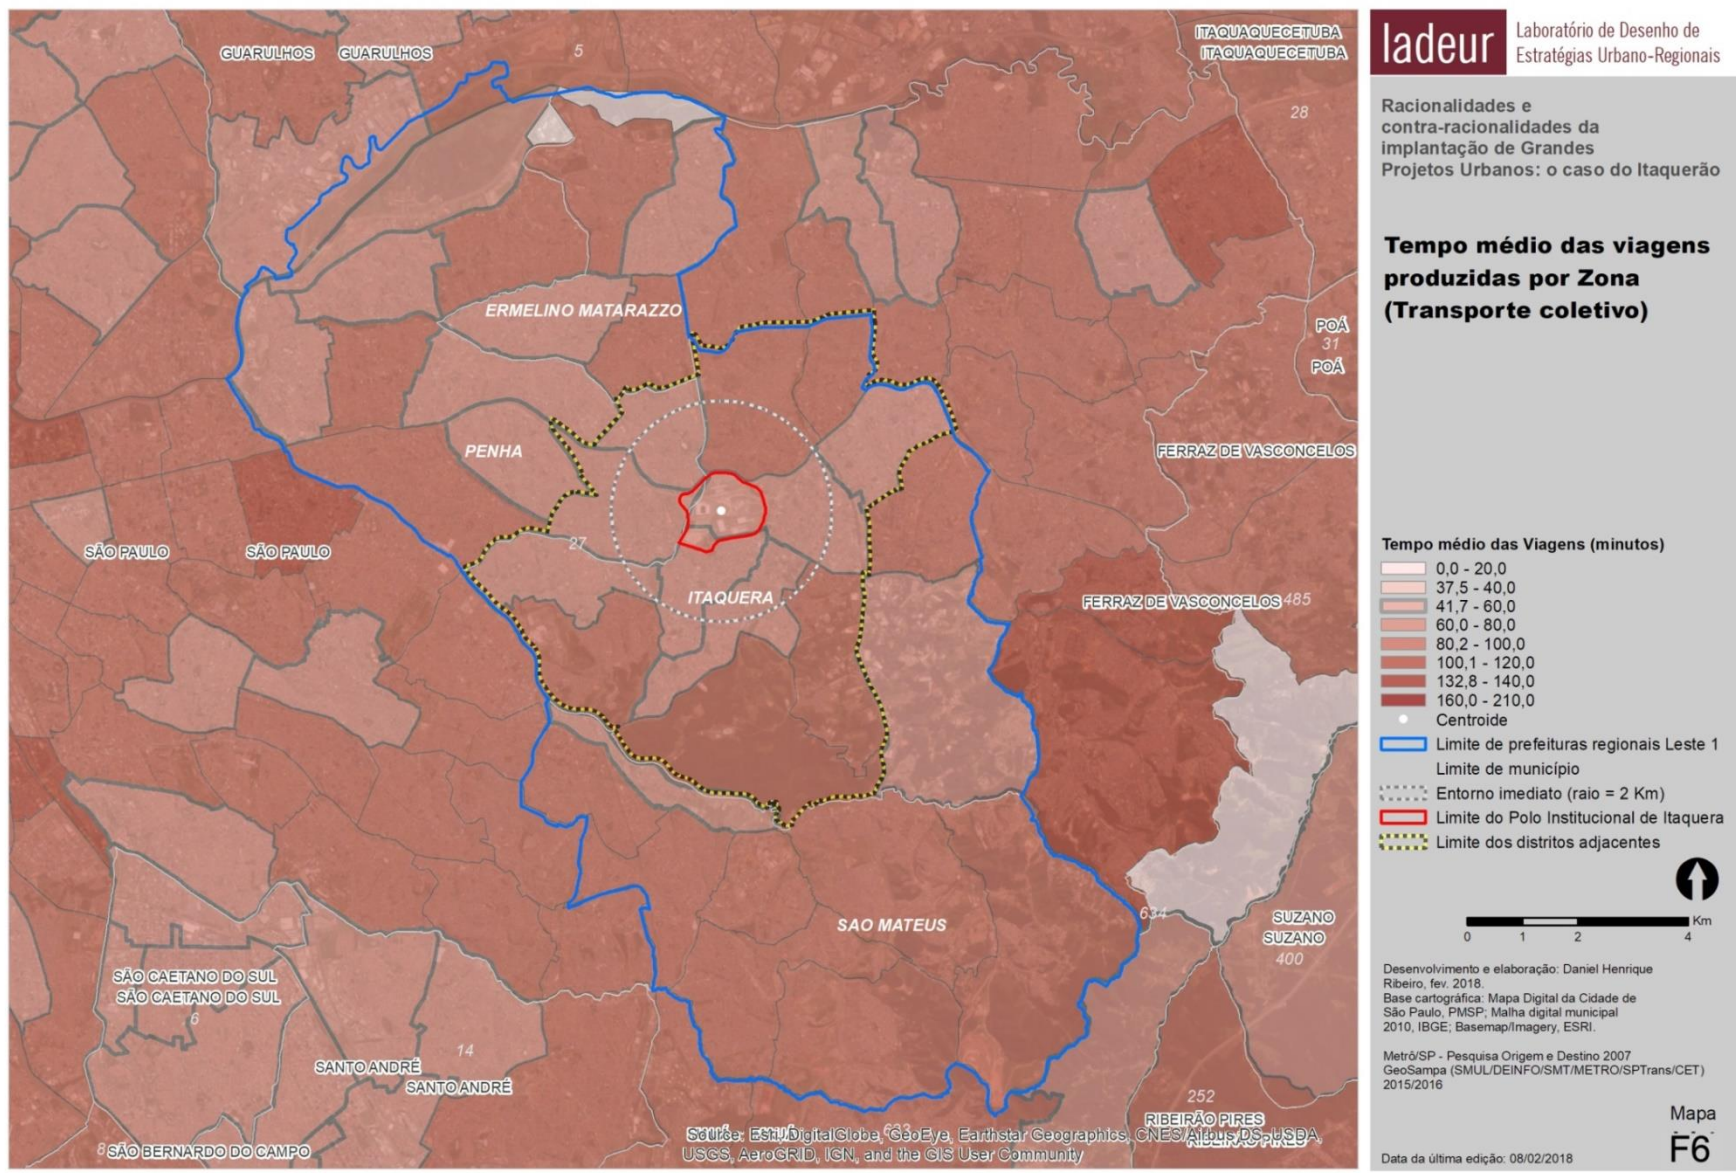 GUARULHOS GUARULHOS
5
ITAQUAQUECETUBA
ITAQUAQUECETUBA
28
ERMELINO MATARAZZO
POÁ
31
POÁ
PENHA
FERRAZ DE VASCONCELOS
SÃO PAULO SÃO PAULO
27
ITAQUERA
FERRAZ DE VASCONCELOS 485
SAO MATEUS
634
SUZANO
SUZANO
400
SÃO CAETANO DO SUL
SÃO CAETANO DO SUL
6
14
SANTO ANDRÉ
SANTO ANDRÉ
252
RIBEIRÃO PIRES
RIBEIRÃO PIRES
SÃO BERNARDO DO CAMPO
Source: Esri, DigitalGlobe, GeoEye, Earthstar Geographics, CNES/Airbus DS, USDA,
USGS, AeroGRID, IGN, and the GIS User Community
ladeur
Laboratório de Desenho de
Estratégias Urbano-Regionais
Racionalidades e
contra-racionalidades da
implantação de Grandes
Projetos Urbanos: o caso do Itaquerão
Tempo médio das viagens
produzidas por Zona
(Transporte coletivo)
Tempo médio das Viagens (minutos)
0,0 - 20,0
37,5 - 40,0
41,7 - 60,0
60,0 - 80,0
80,2 - 100,0
100,1 - 120,0
132,8 - 140,0
160,0 - 210,0
Centroide
Limite de prefeituras regionais Leste 1
Limite de município
Entorno imediato (raio = 2 Km)
Limite do Polo Institucional de Itaquera
Limite dos distritos adjacentes
Km
0 1 2 4
Desenvolvimento e elaboração: Daniel Henrique
Ribeiro, fev. 2018.
Base cartográfica: Mapa Digital da Cidade de
São Paulo, PMSP; Malha digital municipal
2010, IBGE; Basemap/Imagery, ESRI.
Metrô/SP - Pesquisa Origem e Destino 2007
GeoSampa (SMUL/DEINFO/SMT/METRO/SPTrans/CET)
2015/2016
Mapa
F6
Data da última edição: 08/02/2018